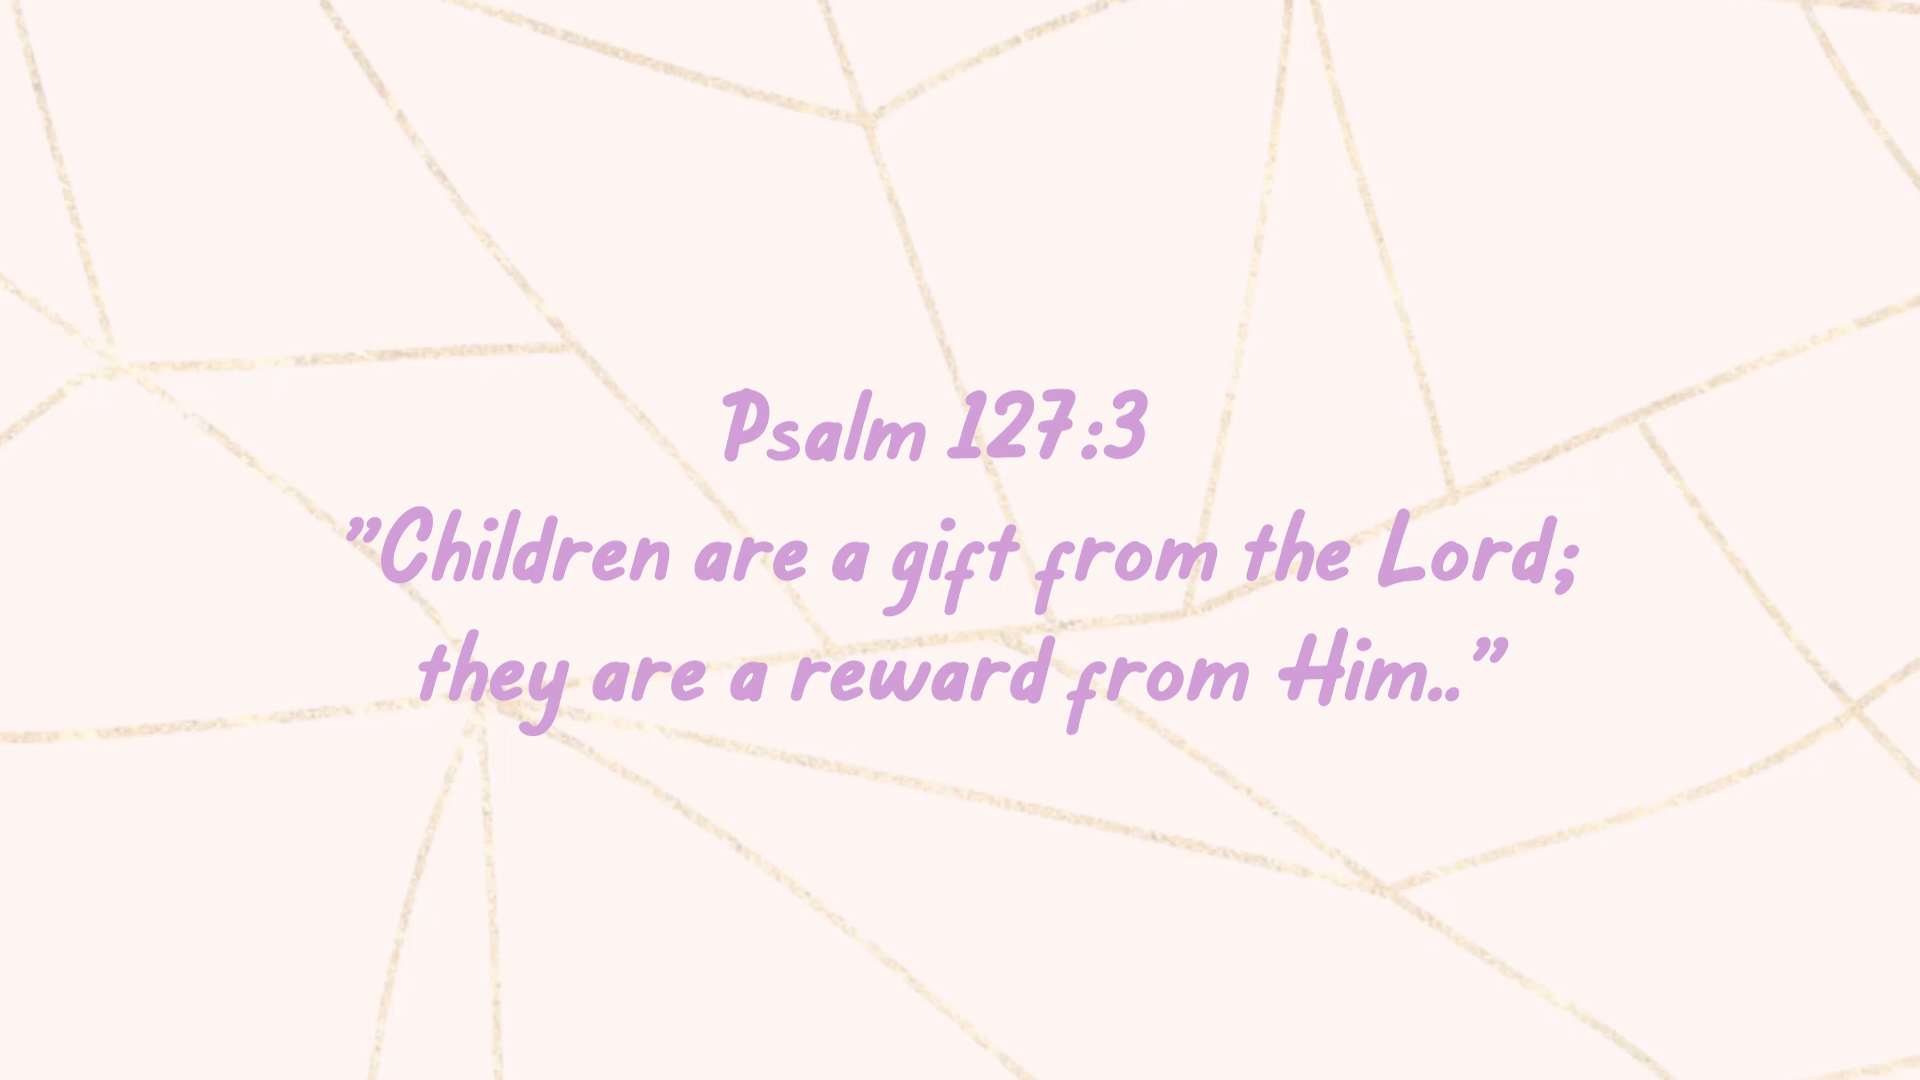 Psalm 127:3
”Children are a gift from the Lord;
they are a reward from Him..”